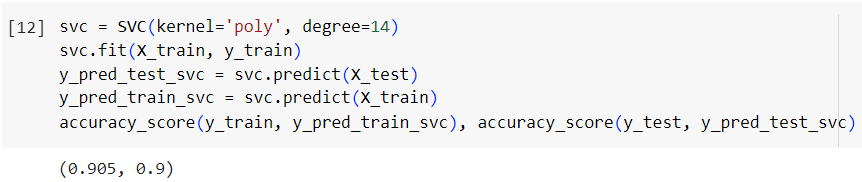 [12] svc = SVC(kernel='poly', degree=14)
svc.fit(X_train, y_train)
y_pred_test_svc = svc.predict(X_test)
y_pred_train_svc = svc.predict(X_train)
accuracy_score(y_train, y_pred_train_svc), accuracy_score(y_test, y_pred_test_svc)
(0.905, 0.9)